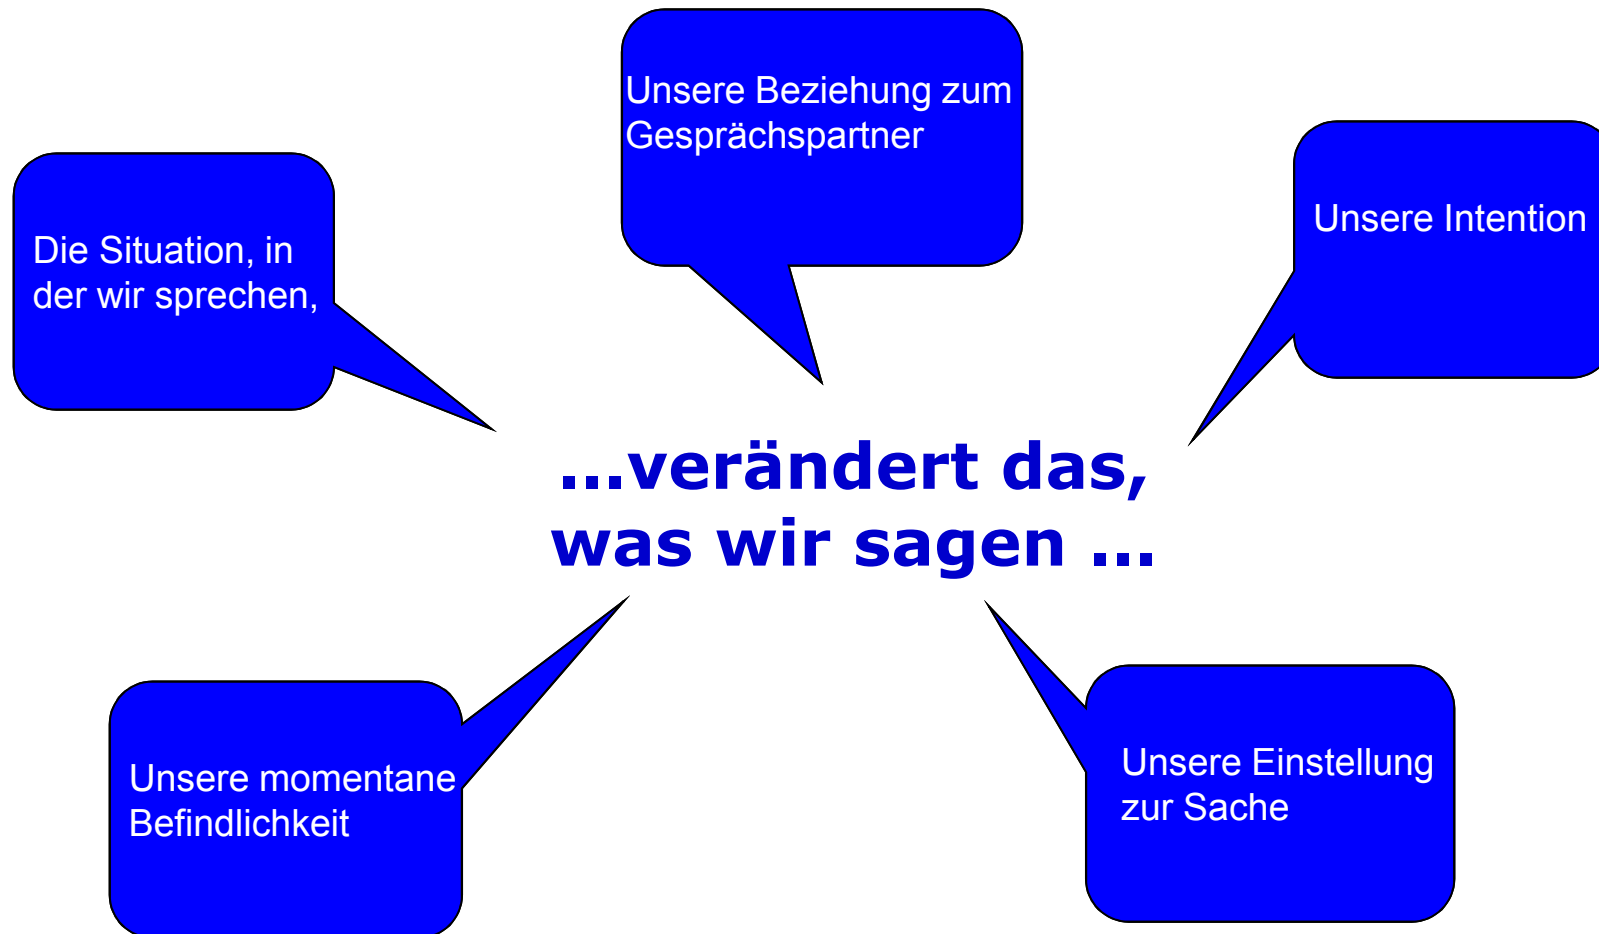 Unsere Beziehung zum
Gesprächspartner
Die Situation, in
der wir sprechen,
Unsere Intention
...verändert das,
was wir sagen ...
Unsere momentane
Befindlichkeit
Unsere Einstellung
zur Sache